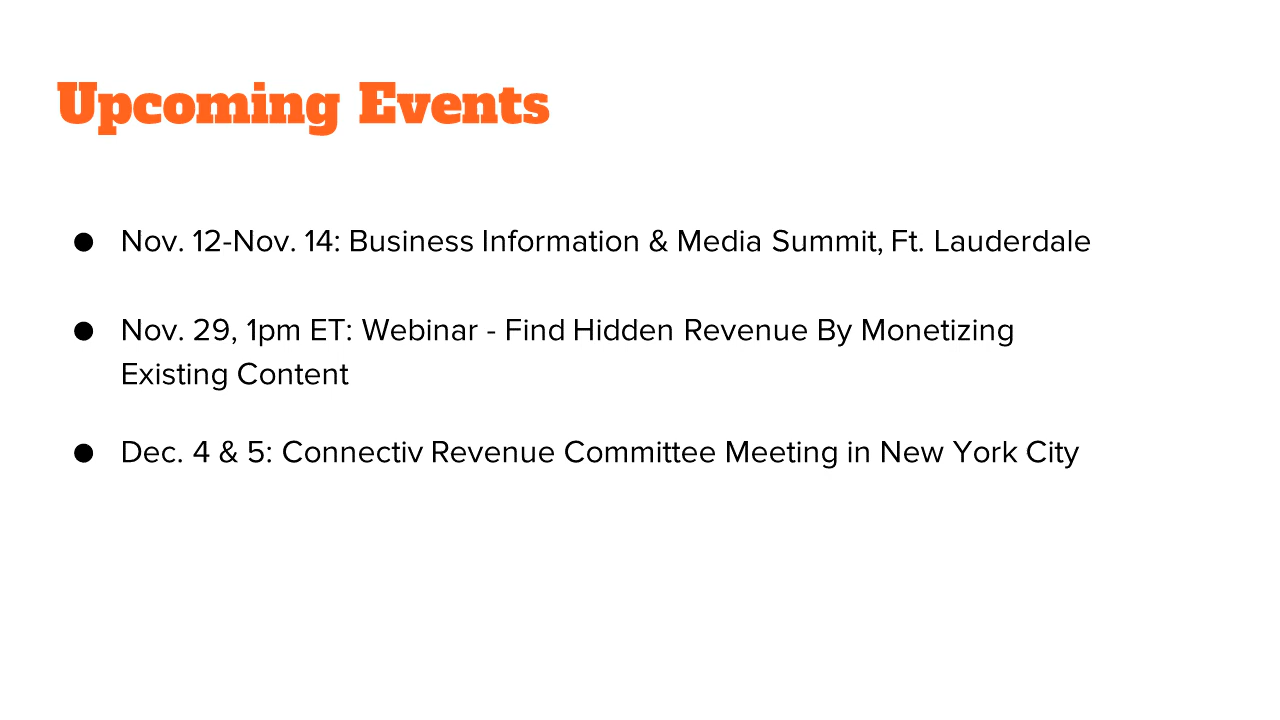 Upcoming Events
● Nov. 12-Nov. 14: Business Information & Media Summit, Ft. Lauderdale
● Nov. 29, 1pm ET: Webinar - Find Hidden Revenue By Monetizing
Existing Content
● Dec. 4 & 5: Connectiv Revenue Committee Meeting in New York City